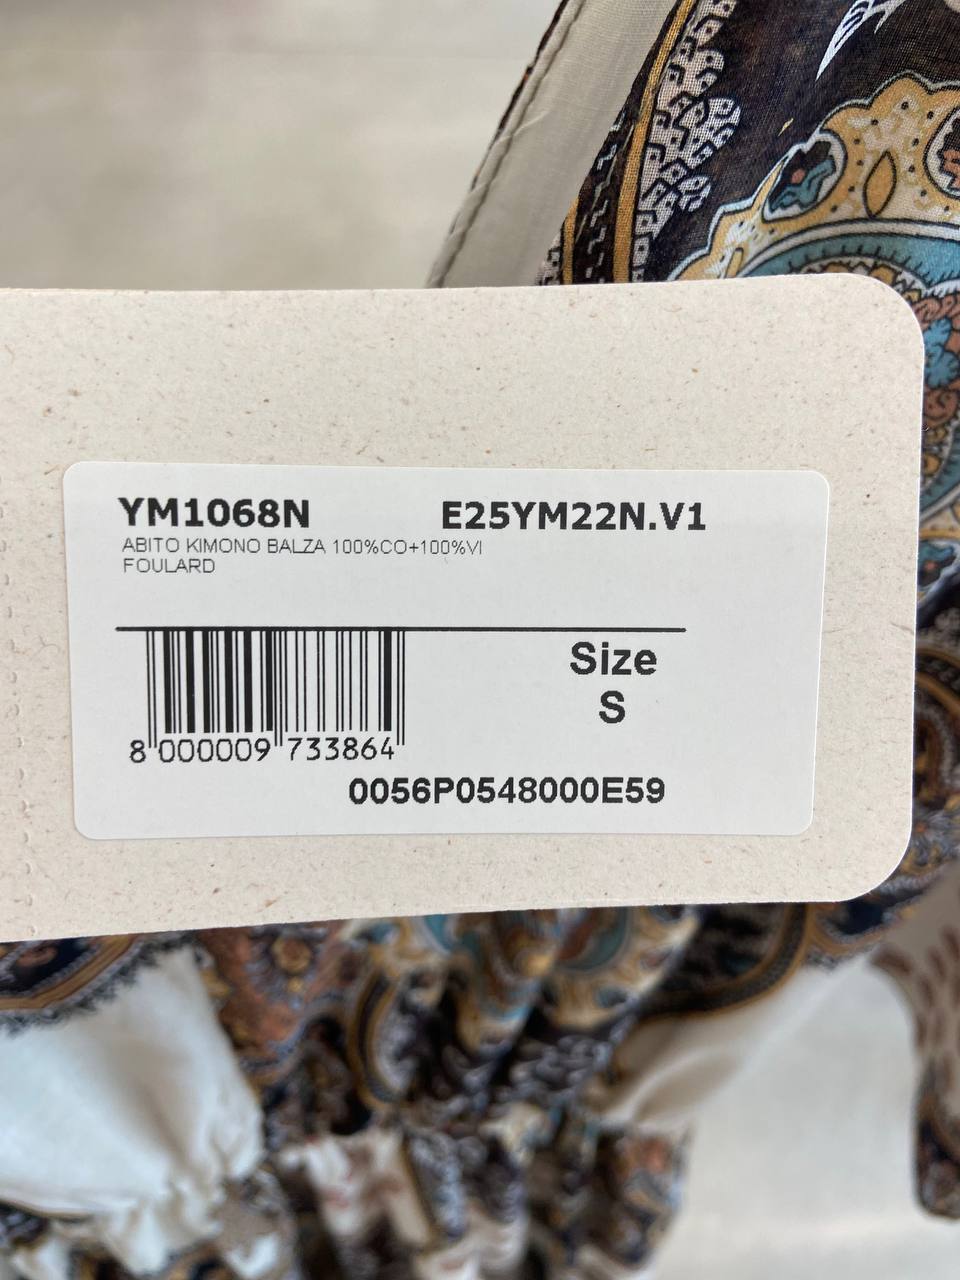 YM1068N E25YM22N.V1
ABITO KIMONO BALZA 100%CO+100%VI
FOULARD
Size
S
8 000009 733864
0056P0548000E59